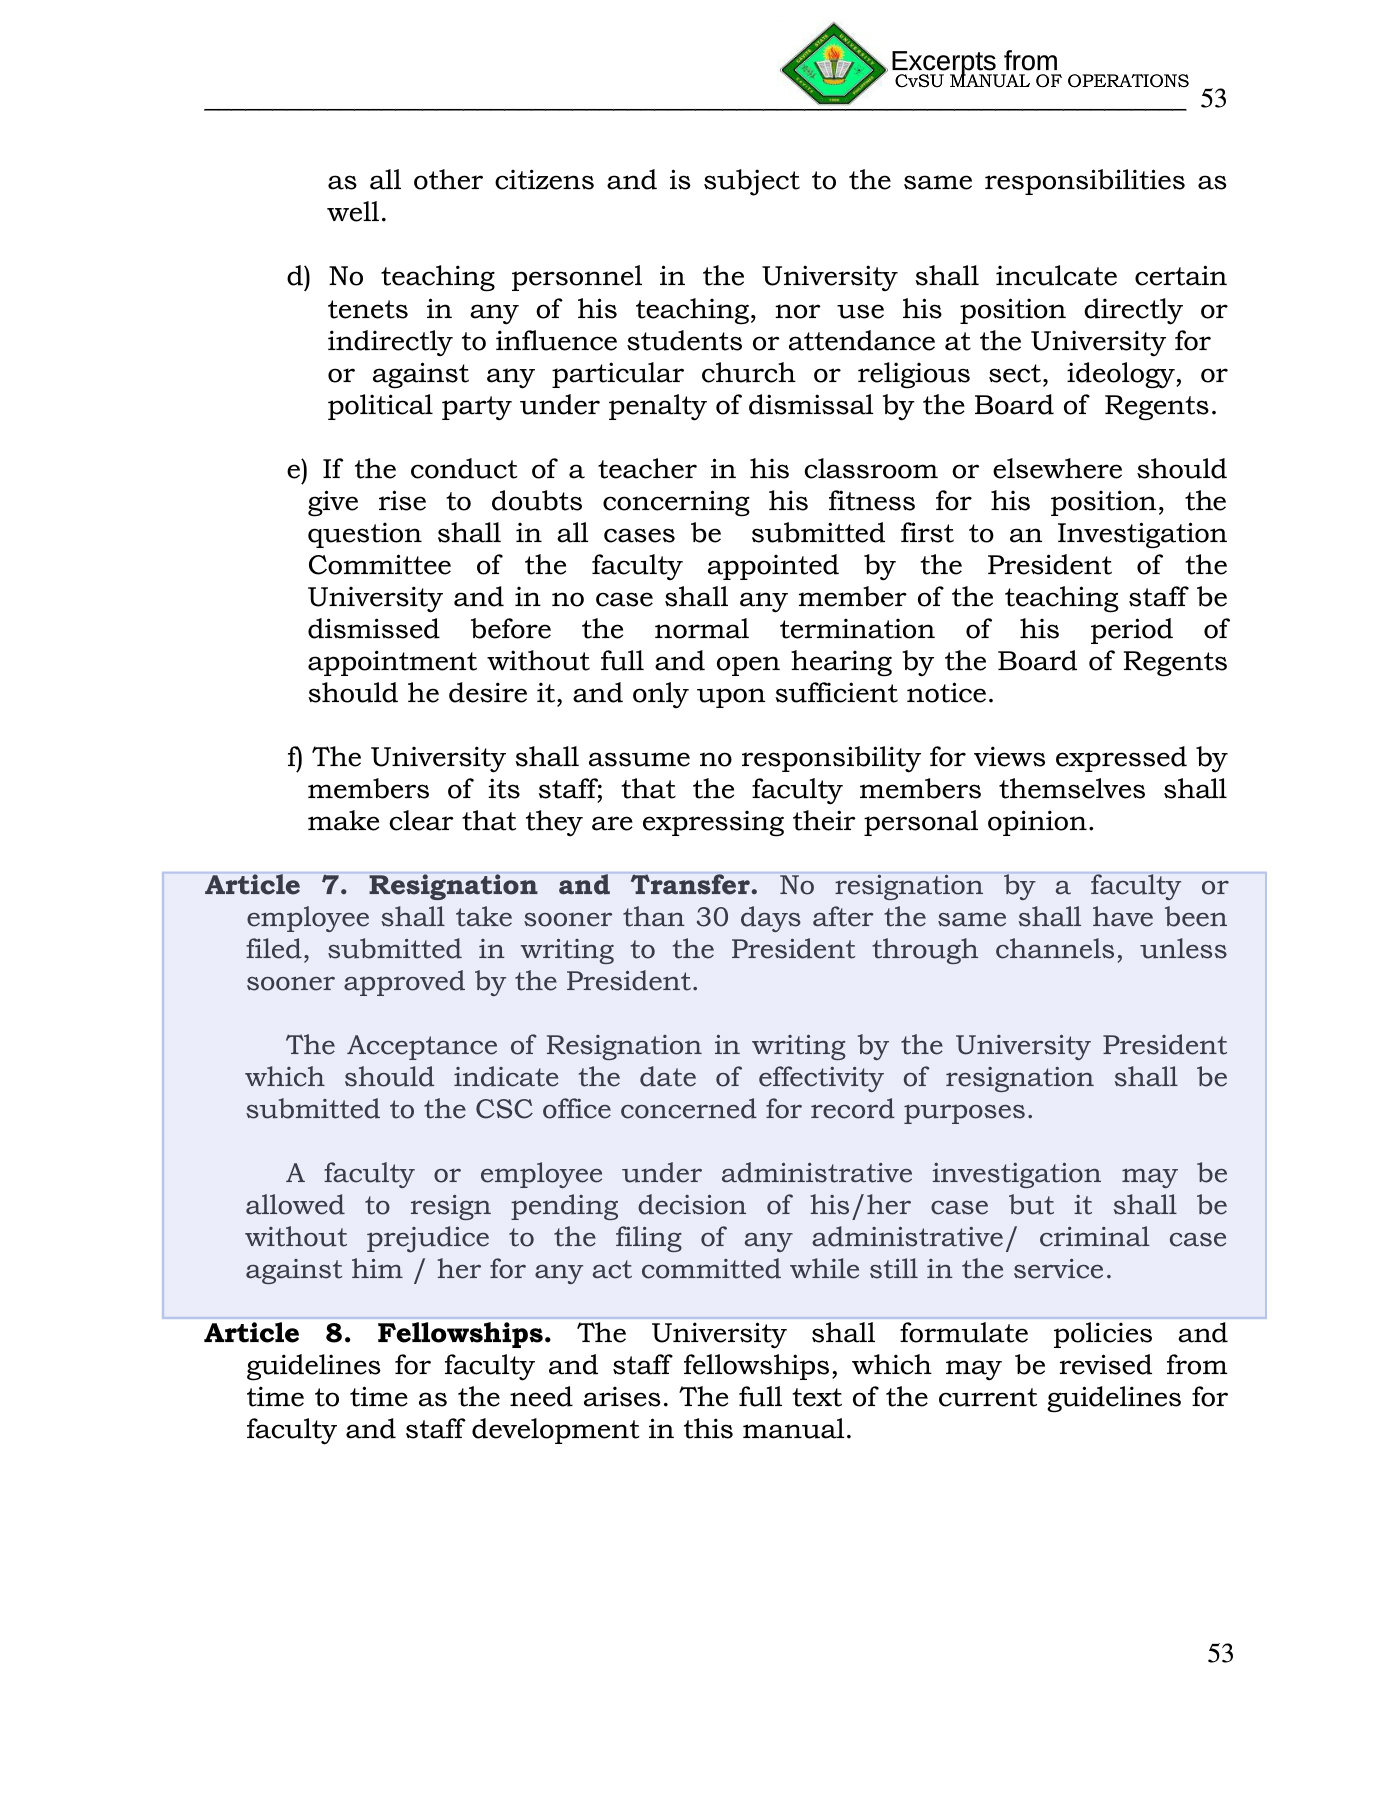 Excerpts from
CvSU MANUAL OF OPERATIONS 53
as all other citizens and is subject to the same responsibilities as
well.
d) No teaching personnel in the University shall inculcate certain
tenets in any of his teaching, nor use his position directly or
indirectly to influence students or attendance at the University for
or against any particular church or religious sect, ideology, or
political party under penalty of dismissal by the Board of Regents.
e) If the conduct of a teacher in his classroom or elsewhere should
give rise to doubts concerning his fitness for his position, the
question shall in all cases be submitted first to an Investigation
Committee of the faculty appointed by the President of the
University and in no case shall any member of the teaching staff be
dismissed before the normal termination of his period of
appointment without full and open hearing by the Board of Regents
should he desire it, and only upon sufficient notice.
f) The University shall assume no responsibility for views expressed by
members of its staff; that the faculty members themselves shall
make clear that they are expressing their personal opinion.
Article 7. Resignation and Transfer. No resignation by a faculty or
employee shall take sooner than 30 days after the same shall have been
filed, submitted in writing to the President through channels, unless
sooner approved by the President.
The Acceptance of Resignation in writing by the University President
which should indicate the date of effectivity of resignation shall be
submitted to the CSC office concerned for record purposes.
A faculty or employee under administrative investigation may be
allowed to resign pending decision of his/her case but it shall be
without prejudice to the filing of any administrative/ criminal case
against him / her for any act committed while still in the service.
Article 8. Fellowships. The University shall formulate policies and
guidelines for faculty and staff fellowships, which may be revised from
time to time as the need arises. The full text of the current guidelines for
faculty and staff development in this manual.
53